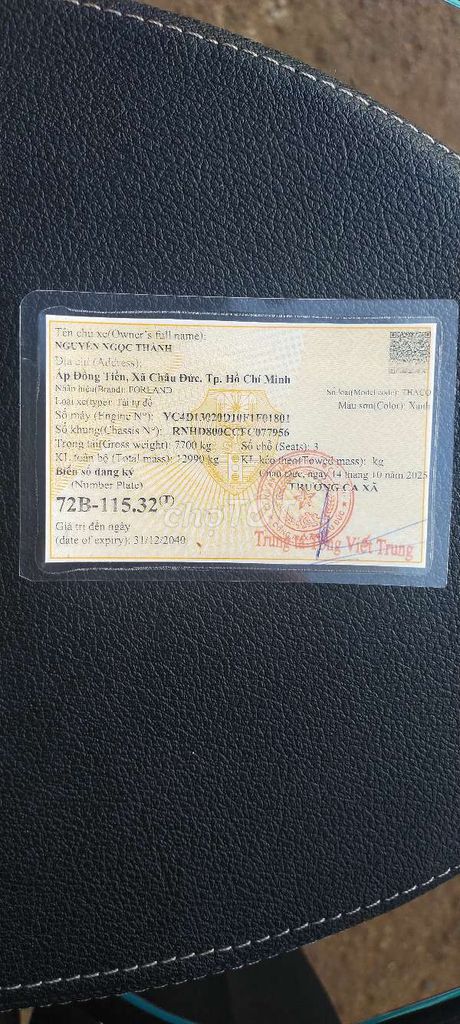 Tên chủ xe(Owner's full name):
NGUYỄN NGỌC THÀNH
Địa chỉ (Address):
Ấp Đồng Tiến, Xã Châu Đức, Tp. Hồ Chí Minh
Nhãn hiệu(Brand): FORLAND Số loại(Model code): THACO
Loại xe(type): Tải tự đổ Màu sơn(Color): Xanh
Số máy (Engine N°): YC4D13020D10F1F01801
Số khung(Chassis N°): RNHD800CCFC077956
Trọng tải(Gross weight): 7700 kg Số chỗ (Seats): 3
KL toàn bộ (Total mass): 12990 kg KL kéo theo(Towed mass): kg
Biển số đăng ký Châu Đức, ngày 14 tháng 10 năm 2025
(Number Plate) TRƯỞNG CA XÃ
72B-115.32(T)
chợTỐT
Giá trị đến ngày
(date of expiry): 31/12/2040
Trung tá Tống Viết Trung